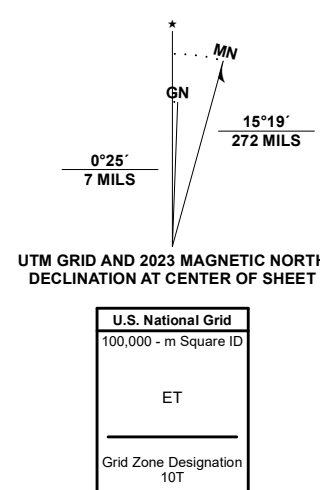 ★
MN
GN
15°19´
272 MILS
0°25´
7 MILS
UTM GRID AND 2023 MAGNETIC NORTH
DECLINATION AT CENTER OF SHEET
U.S. National Grid
100,000 - m Square ID
ET
Grid Zone Designation
10T